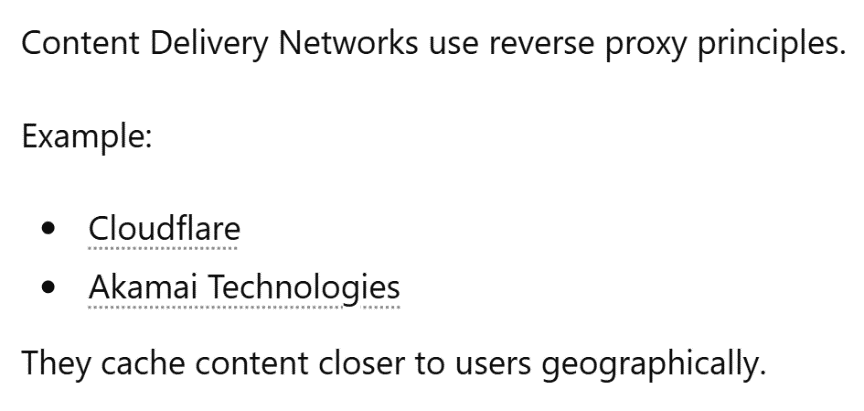 Content Delivery Networks use reverse proxy principles.
Example:
• Cloudflare
• Akamai Technologies
They cache content closer to users geographically.